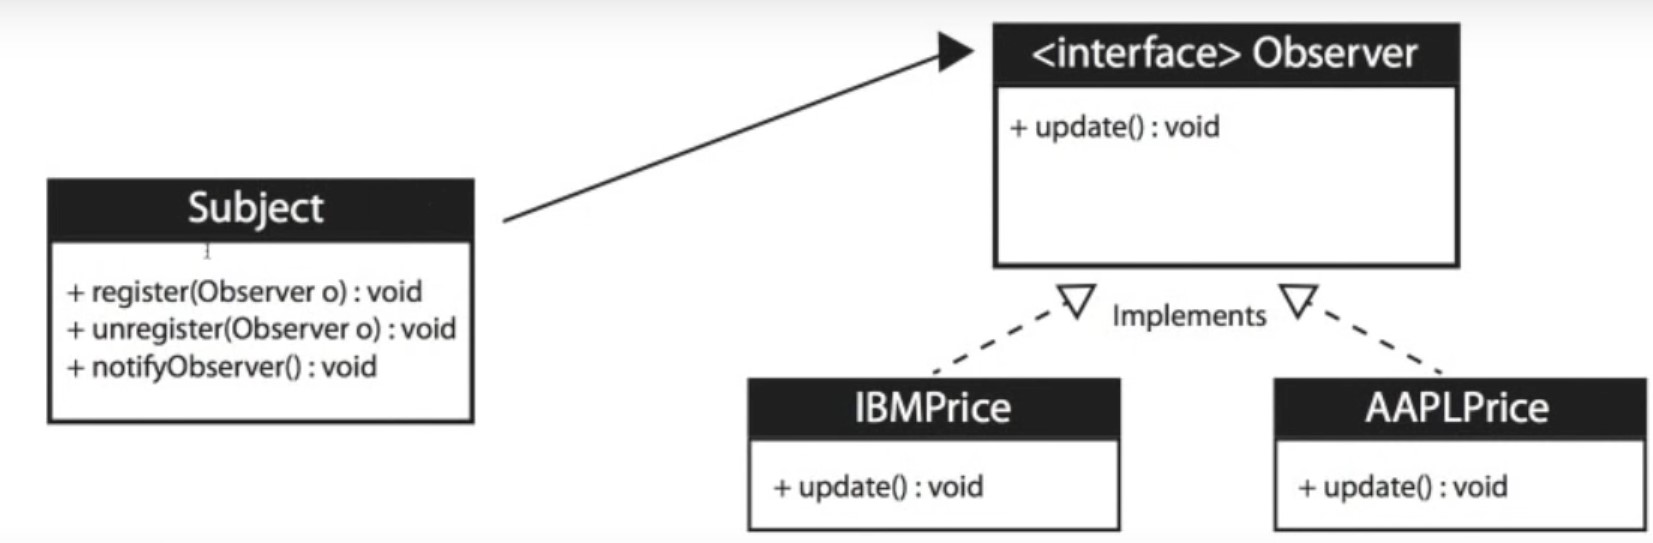 Subject
+ register(Observer o) : void
+ unregister(Observer o) : void
+ notifyObserver() : void
<interface> Observer
+ update() : void
Implements
IBMPrice
+ update() : void
AAPLPrice
+ update() : void